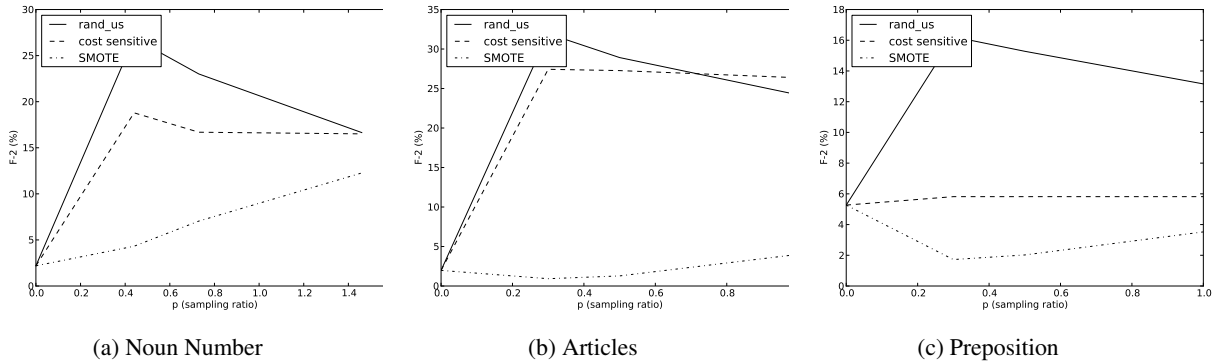 30
25
20
15
10
5
0
F-2 (%)
rand_us
cost sensitive
SMOTE
0.0 0.2 0.4 0.6 0.8 1.0 1.2 1.4
p (sampling ratio)
(a) Noun Number
35
30
25
20
15
10
5
0
F-2 (%)
rand_us
cost sensitive
SMOTE
0.0 0.2 0.4 0.6 0.8
p (sampling ratio)
(b) Articles
18
16
14
12
10
8
6
4
2
0
F-2 (%)
rand_us
cost sensitive
SMOTE
0.0 0.2 0.4 0.6 0.8 1.0
p (sampling ratio)
(c) Preposition